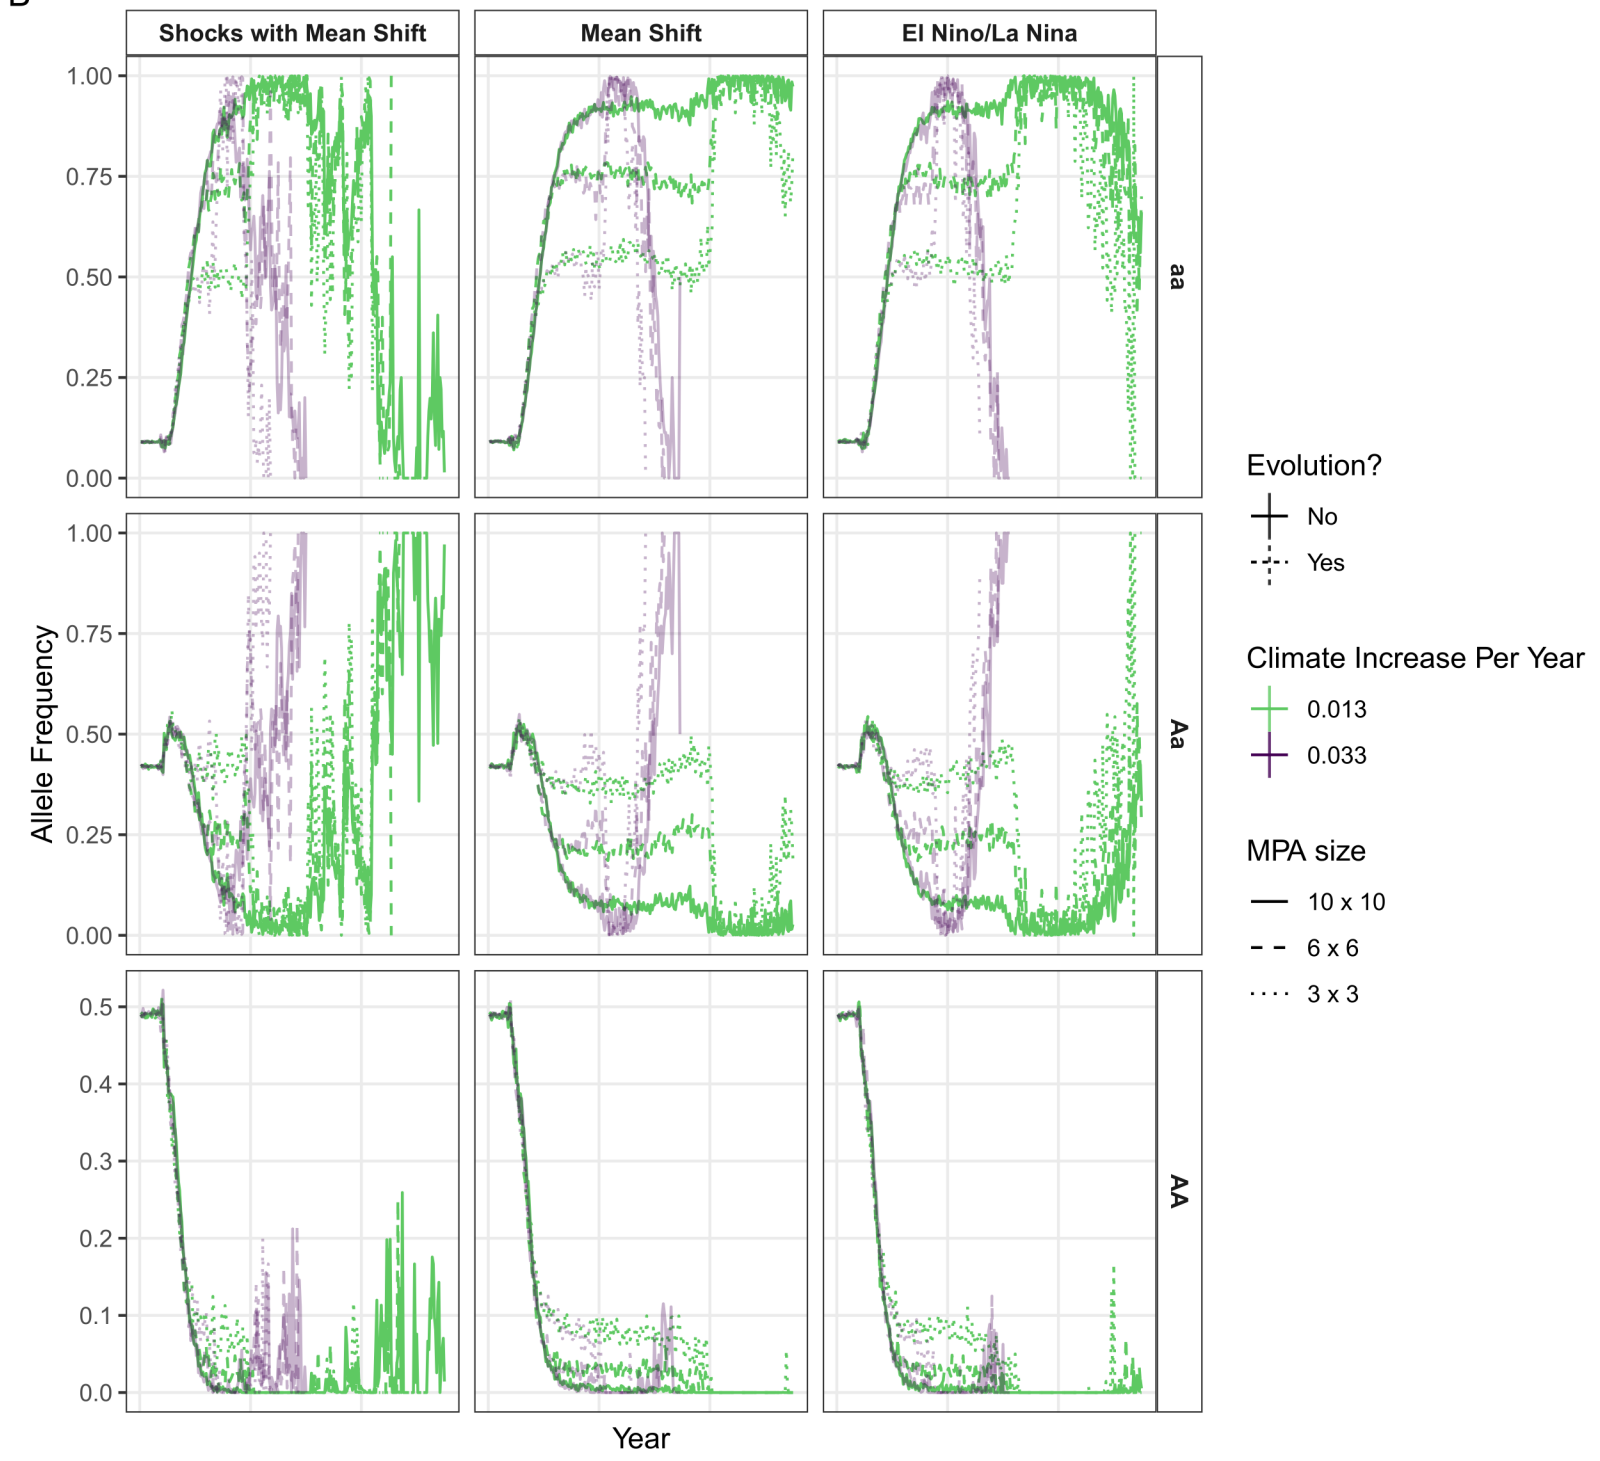 B
Shocks with Mean Shift
Mean Shift
El Nino/La Nina
1.00
0.75
0.50
0.25
0.00
aa
1.00
0.75
0.50
0.25
0.00
Aa
0.5
0.4
0.3
0.2
0.1
0.0
AA
Allele Frequency
Year
Evolution?
No
Yes
Climate Increase Per Year
0.013
0.033
MPA size
10 x 10
6 x 6
3 x 3